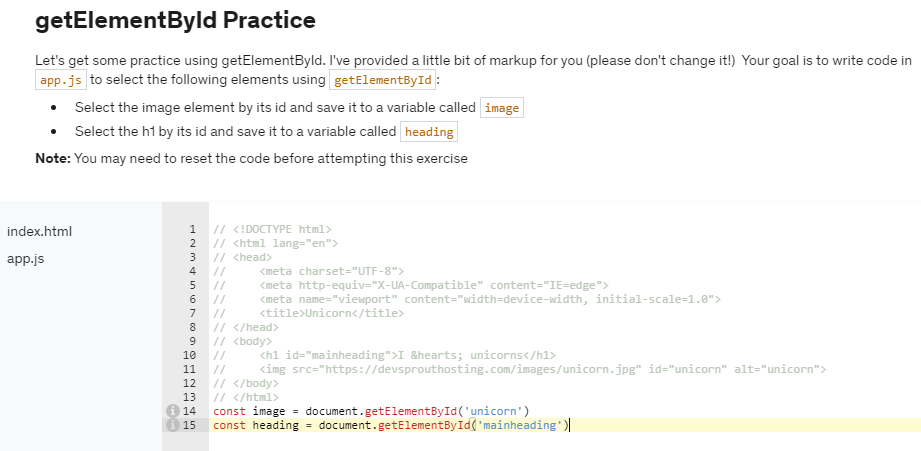 getElementById Practice
Let's get some practice using getElementById. I've provided a little bit of markup for you (please don't change it!)  Your goal is to write code in
app.js to select the following elements using getElementById:
• Select the image element by its id and save it to a variable called image
• Select the h1 by its id and save it to a variable called heading
Note: You may need to reset the code before attempting this exercise
index.html
app.js
1 // <!DOCTYPE html>
2 // <html lang="en">
3 // <head>
4 //     <meta charset="UTF-8">
5 //     <meta http-equiv="X-UA-Compatible" content="IE=edge">
6 //     <meta name="viewport" content="width=device-width, initial-scale=1.0">
7 //     <title>Unicorn</title>
8 // </head>
9 // <body>
10 //     <h1 id="mainheading">I &hearts; unicorns</h1>
11 //     <img src="https://devsprouthosting.com/images/unicorn.jpg" id="unicorn" alt="unicorn">
12 // </body>
13 // </html>
14 const image = document.getElementById('unicorn')
15 const heading = document.getElementById('mainheading')